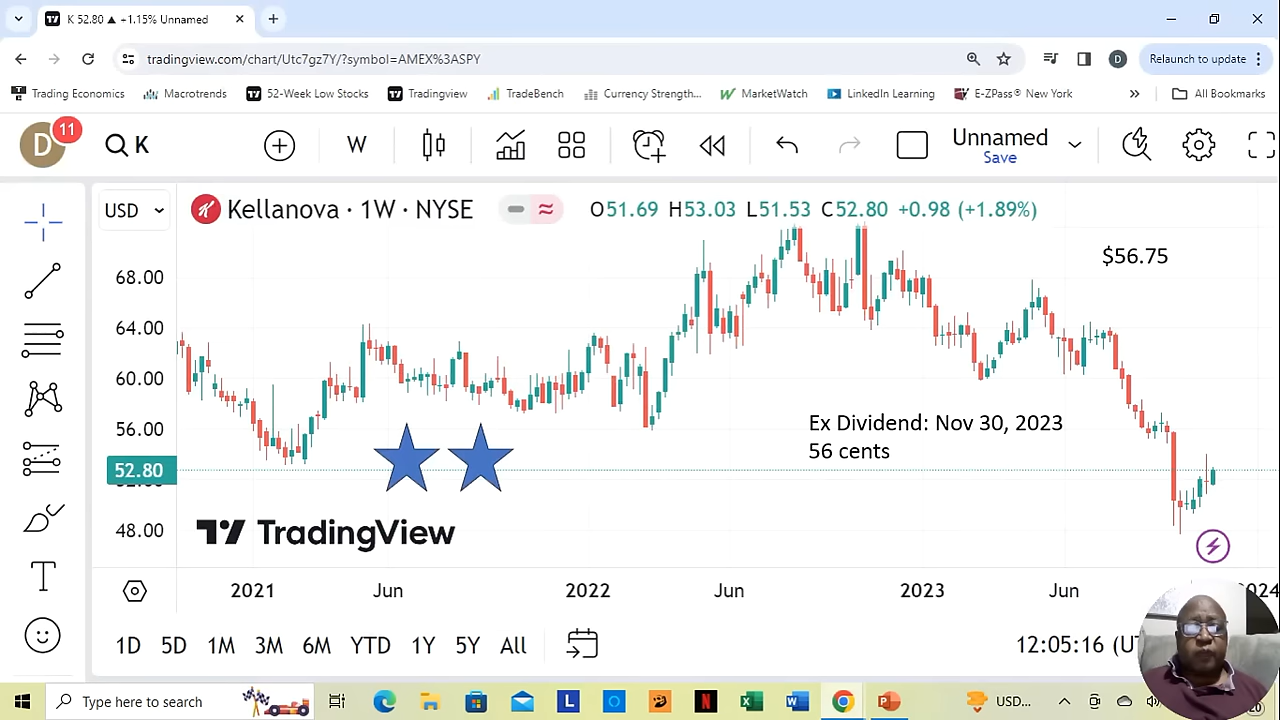 K 52.80 ▲ +1.15% Unnamed
tradingview.com/chart/Utc7gz7Y/?symbol=AMEX%3ASPY
D
Relaunch to update
Trading Economics
Macrotrends
52-Week Low Stocks
Tradingview
TradeBench
Currency Strength...
MarketWatch
LinkedIn Learning
E-ZPass® New York
All Bookmarks
D
11
K
W
Unnamed
Save
USD
Kellanova · 1W · NYSE
O51.69 H53.03 L51.53 C52.80 +0.98 (+1.89%)
$56.75
68.00
64.00
60.00
56.00
52.80
48.00
Ex Dividend: Nov 30, 2023
56 cents
TradingView
2021 Jun 2022 Jun 2023 Jun
1D 5D 1M 3M 6M YTD 1Y 5Y All
12:05:16
Type here to search
USD...